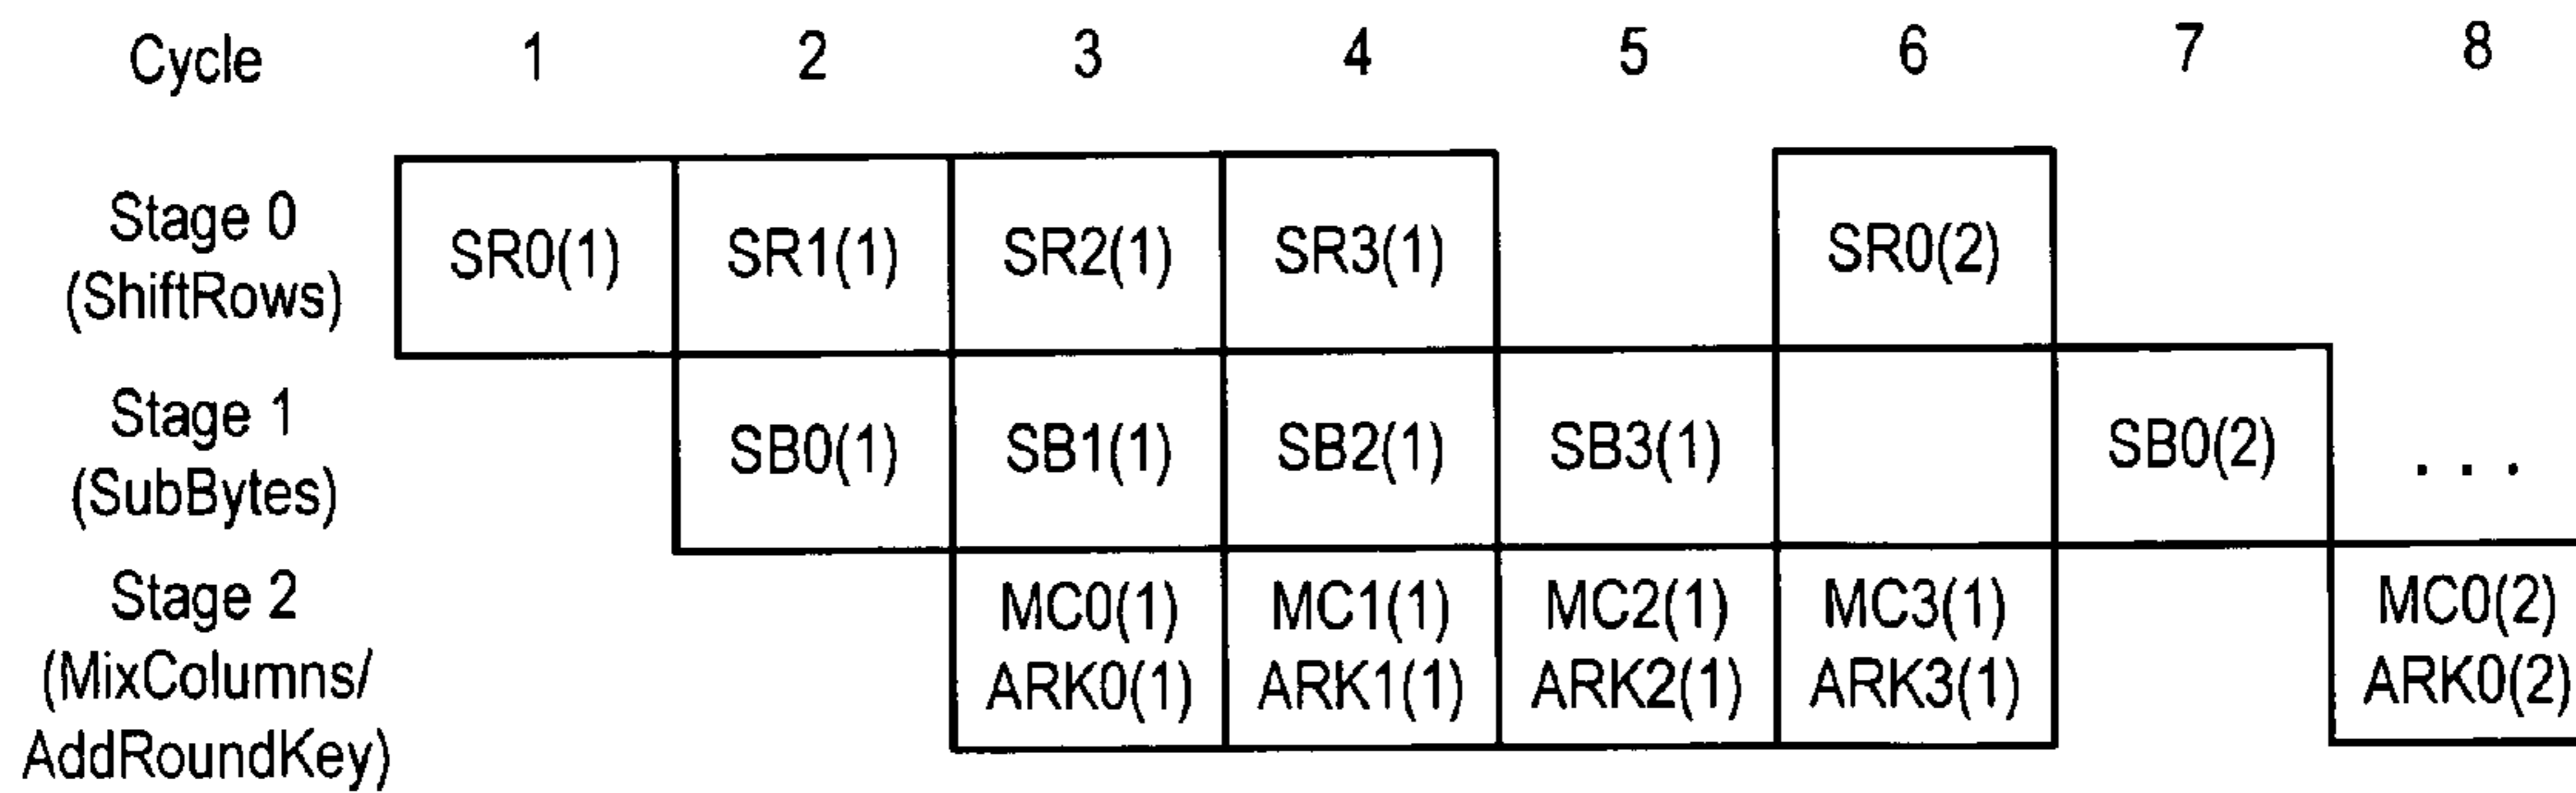 Cycle 1 2 3 4 5 6 7 8
Stage 0
(ShiftRows)
SR0(1) SR1(1) SR2(1) SR3(1) SR0(2)
Stage 1
(SubBytes)
SB0(1) SB1(1) SB2(1) SB3(1) SB0(2) . . .
Stage 2
(MixColumns/
AddRoundKey)
MC0(1) MC1(1) MC2(1) MC3(1) MC0(2)
ARK0(1) ARK1(1) ARK2(1) ARK3(1) ARK0(2)